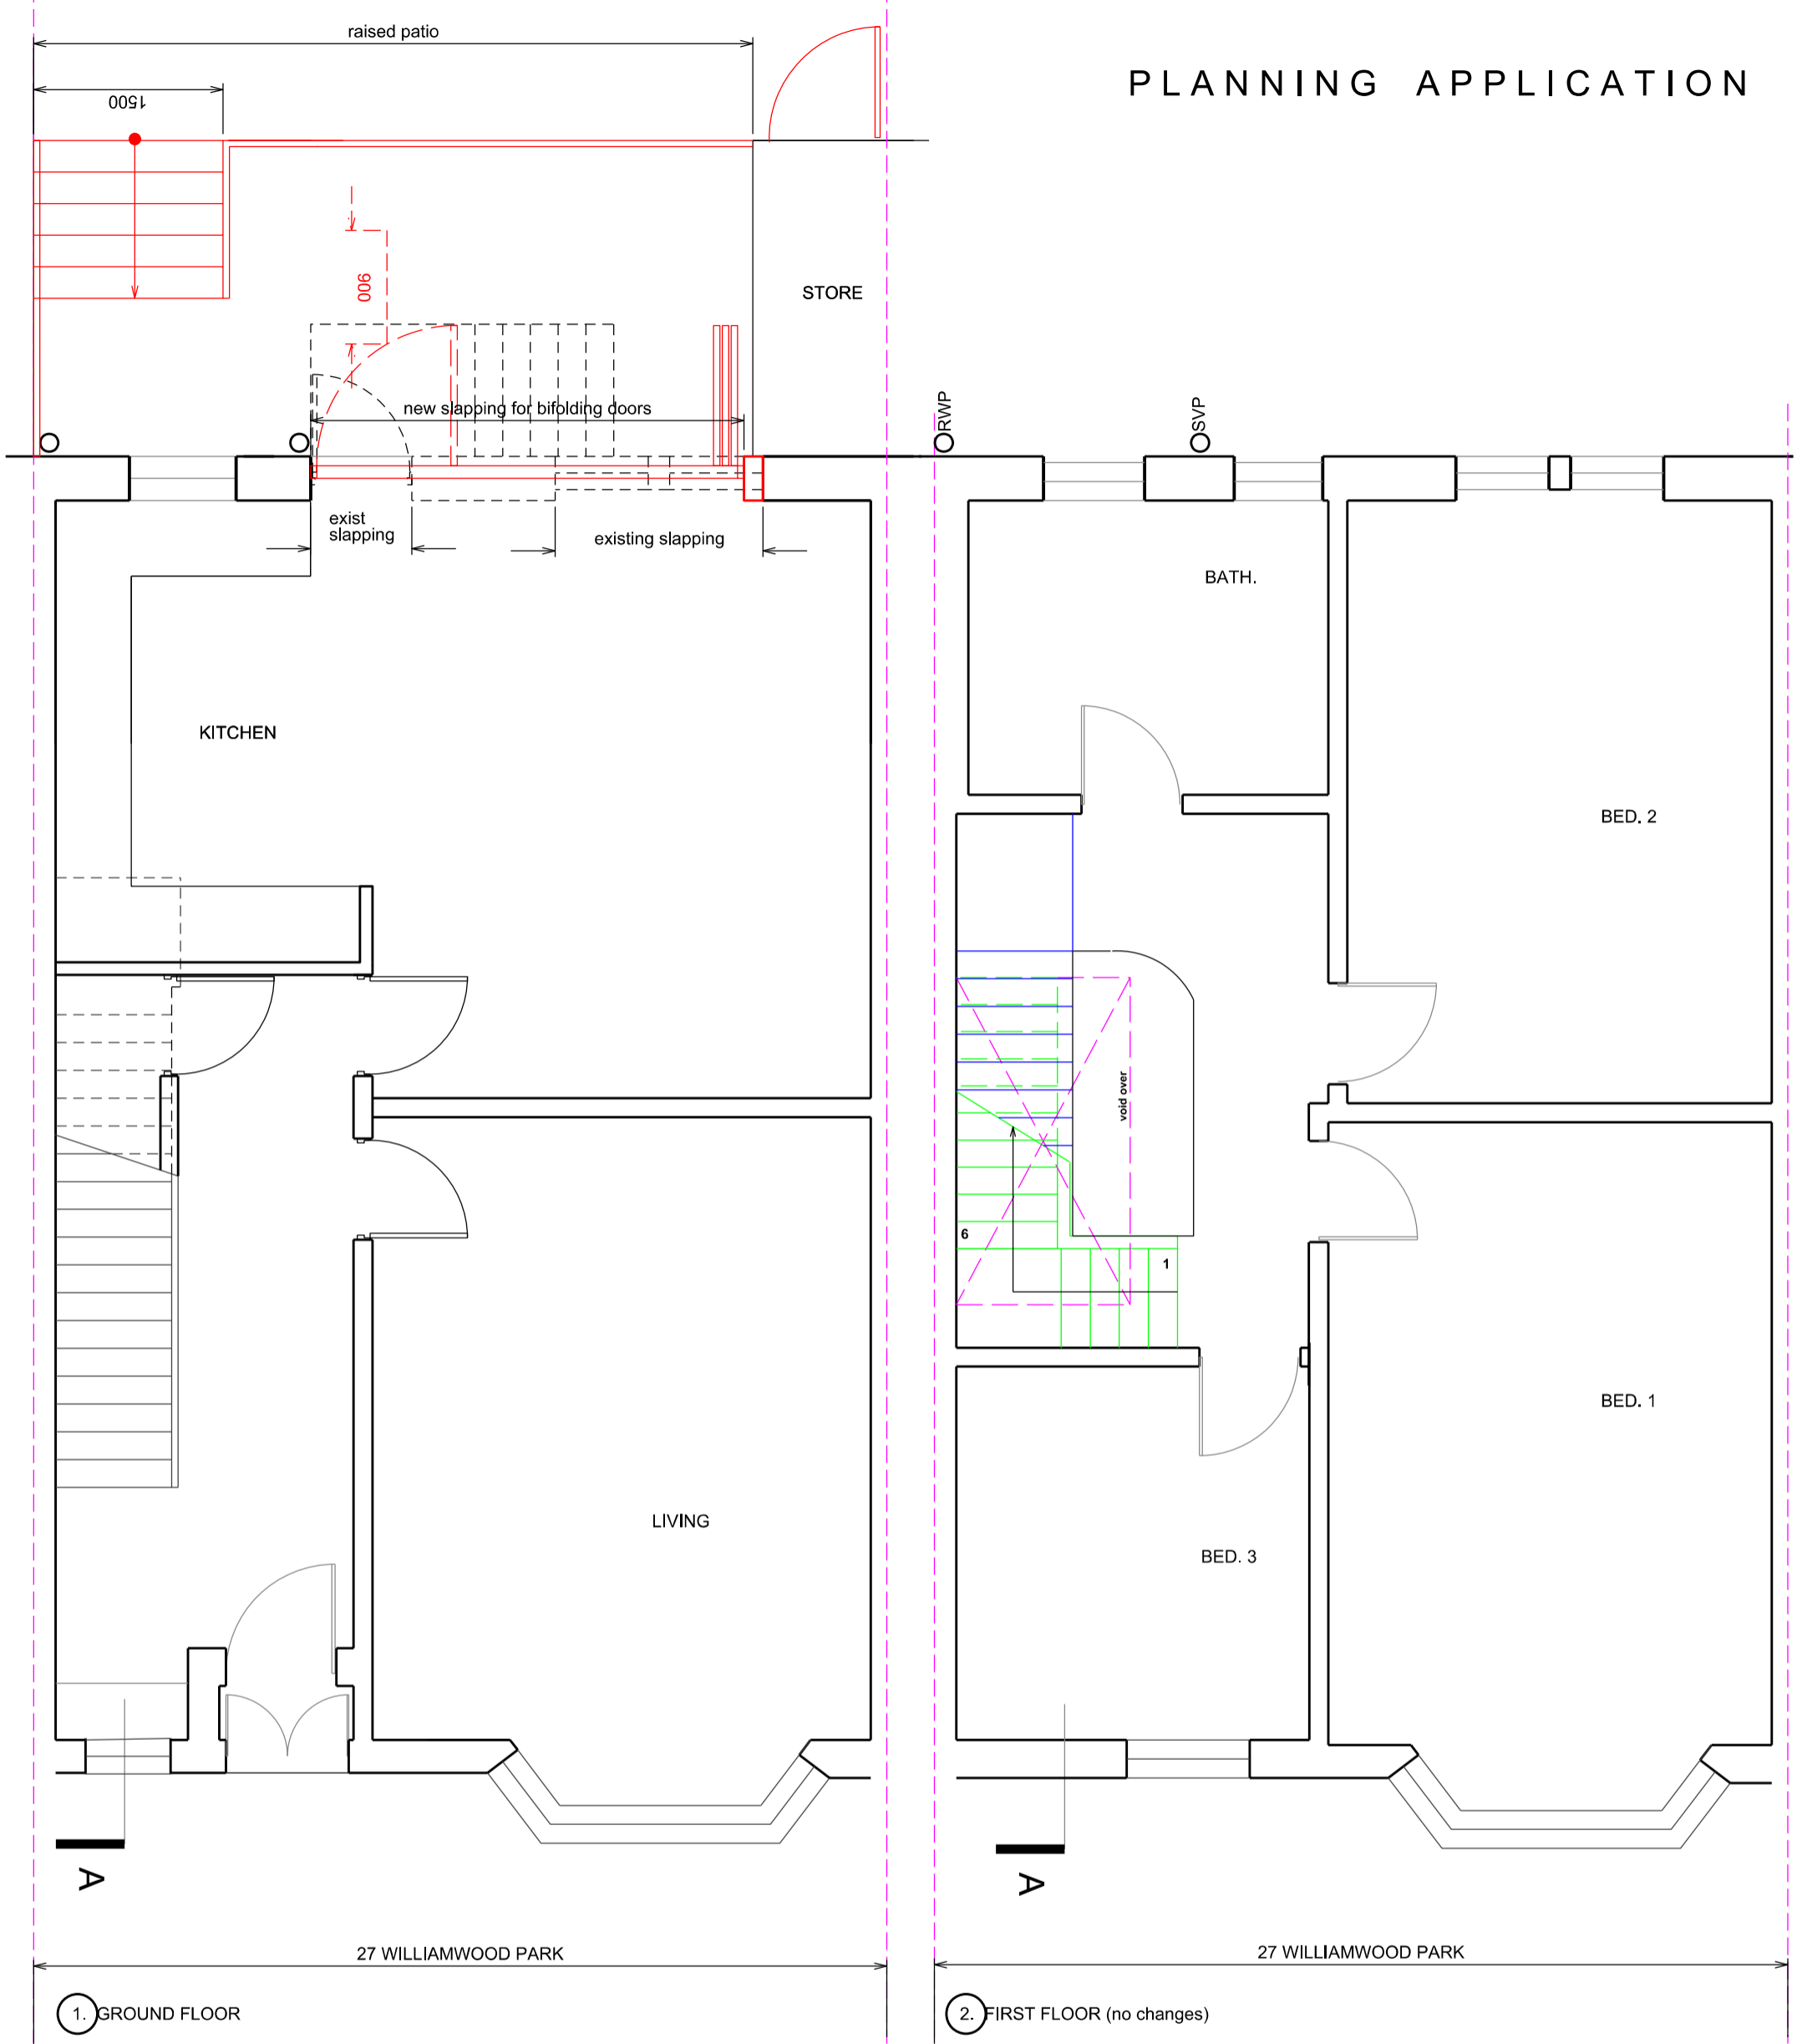 raised patio
PLANNING APPLICATION
1500
900
STORE
new slapping for bifolding doors
RWP
SVP
exist
slapping
existing slapping
BATH.
KITCHEN
BED. 2
void over
6
1
BED. 1
LIVING
BED. 3
A
A
27 WILLIAMWOOD PARK
27 WILLIAMWOOD PARK
1. GROUND FLOOR
2. FIRST FLOOR (no changes)